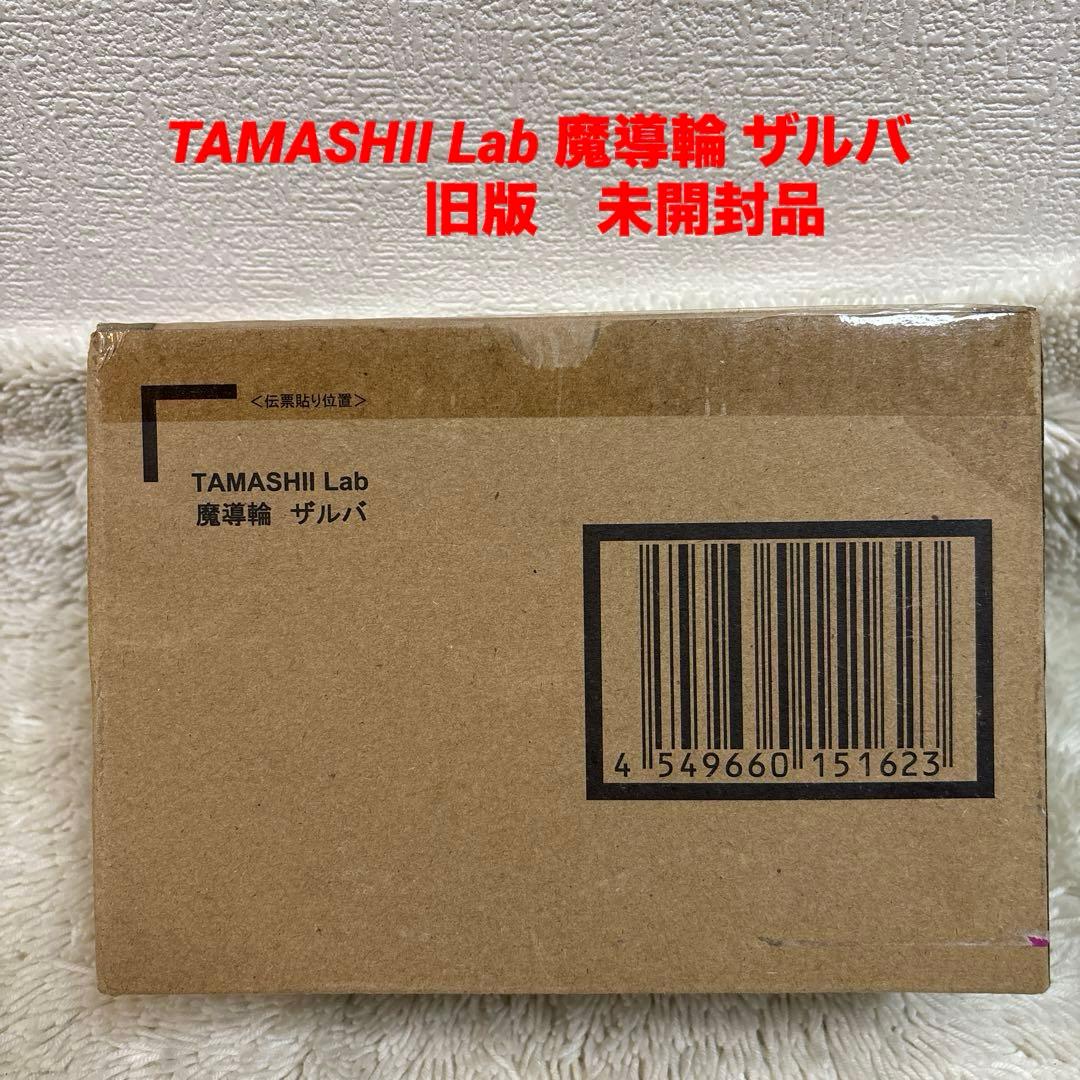 TAMASHII Lab 魔導輪 ザルバ
旧版　未開封品
＜伝票貼り位置＞
TAMASHII Lab
魔導輪 ザルバ
4 549660 151623